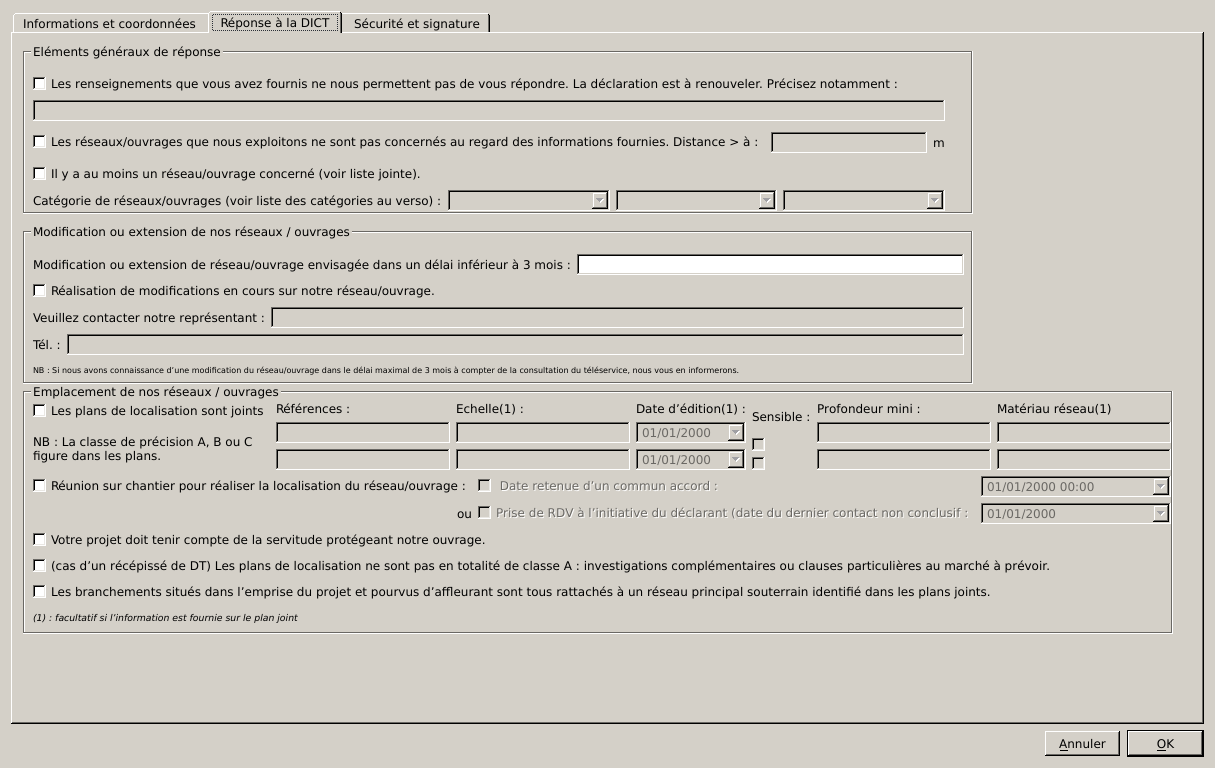 Informations et coordonnées Réponse à la DICT Sécurité et signature
Eléments généraux de réponse
Les renseignements que vous avez fournis ne nous permettent pas de vous répondre. La déclaration est à renouveler. Précisez notamment :
Les réseaux/ouvrages que nous exploitons ne sont pas concernés au regard des informations fournies. Distance > à : m
Il y a au moins un réseau/ouvrage concerné (voir liste jointe).
Catégorie de réseaux/ouvrages (voir liste des catégories au verso) :
Modification ou extension de nos réseaux / ouvrages
Modification ou extension de réseau/ouvrage envisagée dans un délai inférieur à 3 mois :
Réalisation de modifications en cours sur notre réseau/ouvrage.
Veuillez contacter notre représentant :
Tél. :
NB : Si nous avons connaissance d’une modification du réseau/ouvrage dans le délai maximal de 3 mois à compter de la consultation du téléservice, nous vous en informerons.
Emplacement de nos réseaux / ouvrages
Les plans de localisation sont joints Références : Echelle(1) : Date d’édition(1) : Sensible : Profondeur mini : Matériau réseau(1)
01/01/2000
NB : La classe de précision A, B ou C
figure dans les plans.
01/01/2000
Réunion sur chantier pour réaliser la localisation du réseau/ouvrage : Date retenue d’un commun accord : 01/01/2000 00:00
ou Prise de RDV à l’initiative du déclarant (date du dernier contact non conclusif : 01/01/2000
Votre projet doit tenir compte de la servitude protégeant notre ouvrage.
(cas d’un récépissé de DT) Les plans de localisation ne sont pas en totalité de classe A : investigations complémentaires ou clauses particulières au marché à prévoir.
Les branchements situés dans l’emprise du projet et pourvus d’affleurant sont tous rattachés à un réseau principal souterrain identifié dans les plans joints.
(1) : facultatif si l’information est fournie sur le plan joint
Annuler OK